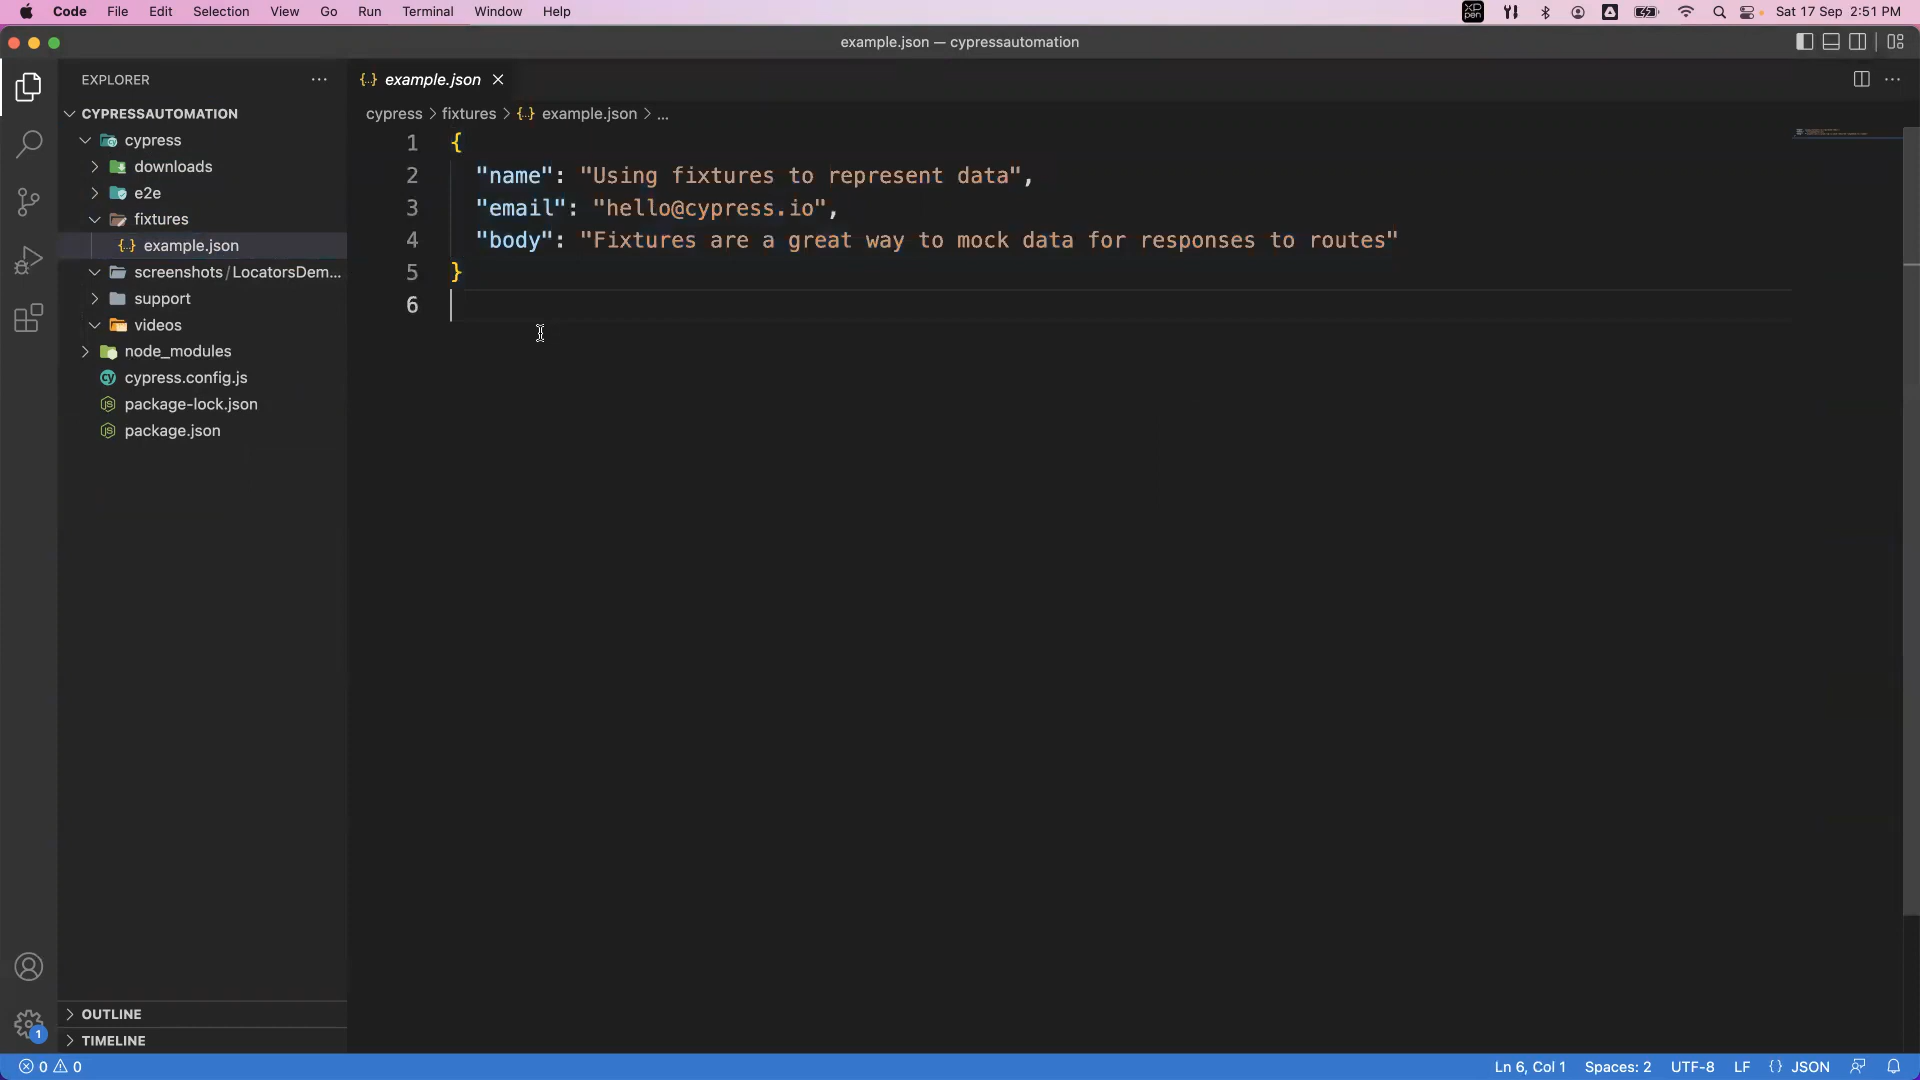 Code File Edit Selection View Go Run Terminal Window Help
XP PEN Sat 17 Sep 2:51 PM
example.json — cypressautomation
EXPLORER
CYPRESSAUTOMATION
cypress
downloads
e2e
fixtures
example.json
screenshots / LocatorsDem...
support
videos
node_modules
cypress.config.js
package-lock.json
package.json
OUTLINE
TIMELINE
1
{..} example.json
cypress > fixtures > {..} example.json > ...
1 {
2 "name": "Using fixtures to represent data",
3 "email": "hello@cypress.io",
4 "body": "Fixtures are a great way to mock data for responses to routes"
5 }
6
0 0
Ln 6, Col 1 Spaces: 2 UTF-8 LF {} JSON